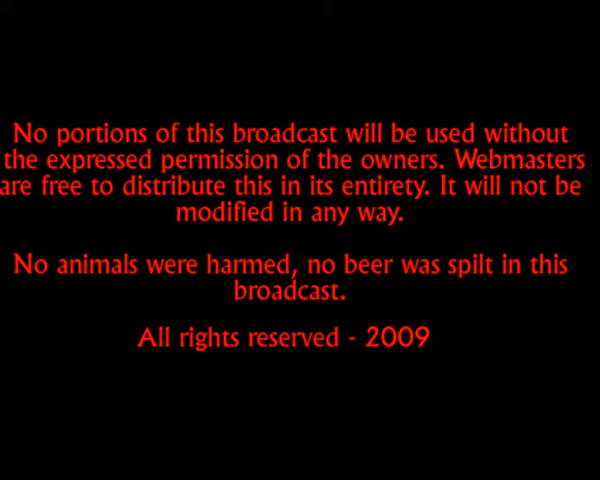 No portions of this broadcast will be used without
the expressed permission of the owners. Webmasters
are free to distribute this in its entirety. It will not be
modified in any way.
No animals were harmed, no beer was spilt in this
broadcast.
All rights reserved - 2009